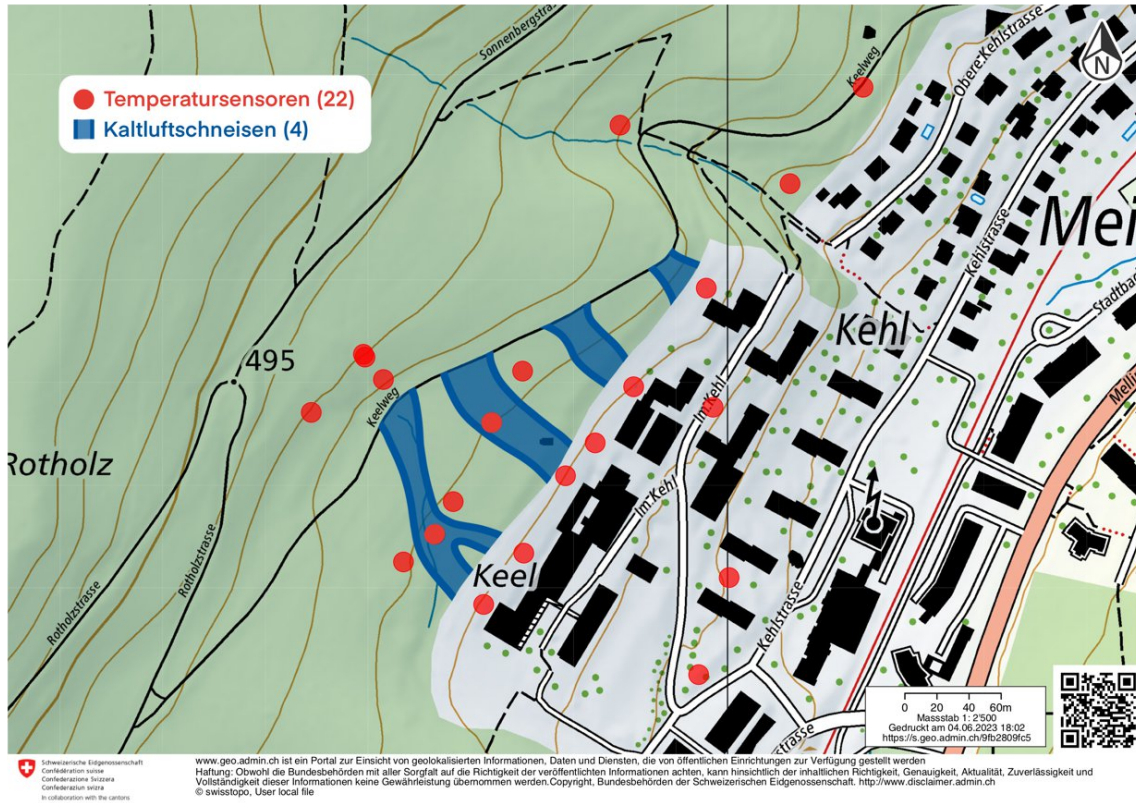 Sonnenbergstra
Keelweg
Obere Kehlstrasse
Temperatursensoren (22)
Kaltluftschneisen (4)
N
Mei
Kehlstrasse
Stadtba
Kehl
495
Im Kehl
Melli
Keelweg
Rotholz
Im Kehl
Rotholzstrasse
Keel
Rotholzstrasse
Kehlstrasse
strasse
0 20 40 60m
Massstab 1: 2'500
Gedruckt am 04.06.2023 18:02
https://s.geo.admin.ch/9fb2809fc5
Schweizerische Eidgenossenschaft
Confédération suisse
Confederazione Svizzera
Confederaziun svizra
In collaboration with the cantons
www.geo.admin.ch ist ein Portal zur Einsicht von geolokalisierten Informationen, Daten und Diensten, die von öffentlichen Einrichtungen zur Verfügung gestellt werden
Haftung: Obwohl die Bundesbehörden mit aller Sorgfalt auf die Richtigkeit der veröffentlichten Informationen achten, kann hinsichtlich der inhaltlichen Richtigkeit, Genauigkeit, Aktualität, Zuverlässigkeit und
Vollständigkeit dieser Informationen keine Gewährleistung übernommen werden.Copyright, Bundesbehörden der Schweizerischen Eidgenossenschaft. http://www.disclaimer.admin.ch
© swisstopo, User local file